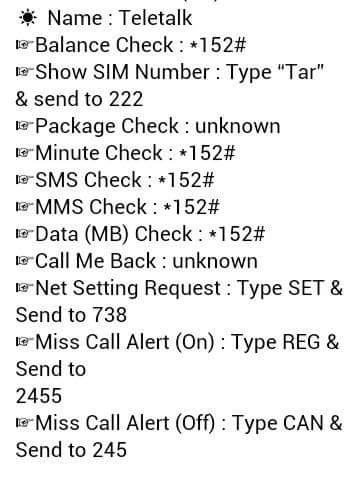 ☀ Name : Teletalk
☞Balance Check : *152#
☞Show SIM Number : Type “Tar”
& send to 222
☞Package Check : unknown
☞Minute Check : *152#
☞SMS Check : *152#
☞MMS Check : *152#
☞Data (MB) Check : *152#
☞Call Me Back : unknown
☞Net Setting Request : Type SET &
Send to 738
☞Miss Call Alert (On) : Type REG &
Send to
2455
☞Miss Call Alert (Off) : Type CAN &
Send to 245